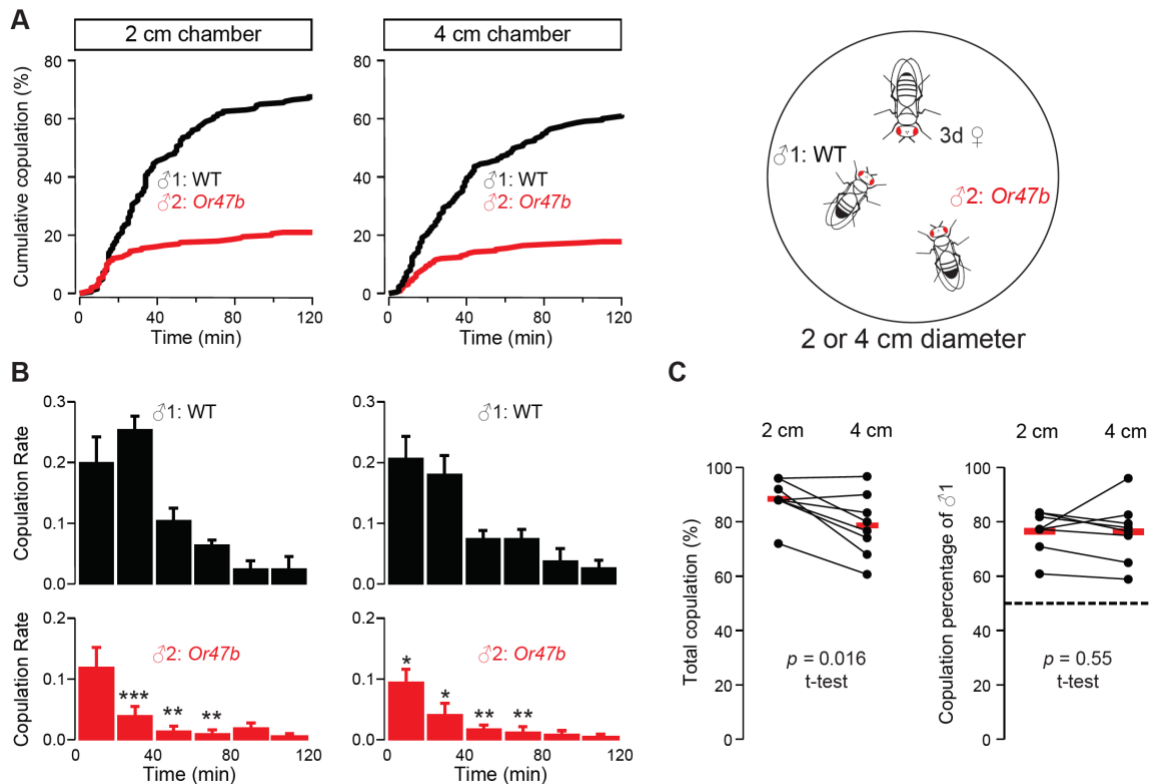 A
2 cm chamber
4 cm chamber
Cumulative copulation (%)
80
60
40
20
0
♂1: WT
♂2: Or47b
0 40 80 120
Time (min)
80
60
40
20
0
♂1: WT
♂2: Or47b
0 40 80 120
Time (min)
3d ♀
♂1: WT
♂2: Or47b
2 or 4 cm diameter
B
Copulation Rate
0.3
0.2
0.1
0.0
♂1: WT
0.3
0.2
0.1
0.0
♂1: WT
Copulation Rate
0.2
0.1
0.0
♂2: Or47b
*** ** **
0 40 80 120
Time (min)
0.2
0.1
0.0
♂2: Or47b
* * ** **
0 40 80 120
Time (min)
C
2 cm 4 cm
Total copulation (%)
100
80
60
40
20
0
p = 0.016
t-test
2 cm 4 cm
Copulation percentage of ♂1
100
80
60
80
40
20
0
p = 0.55
t-test